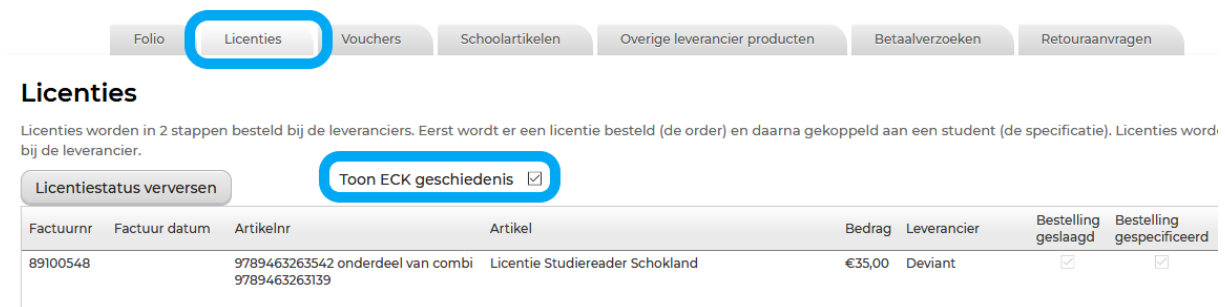 Folio Licenties Vouchers Schoolartikelen Overige leverancier producten Betaalverzoeken Retouraanvragen
Licenties
Licenties worden in 2 stappen besteld bij de leveranciers. Eerst wordt er een licentie besteld (de order) en daarna gekoppeld aan een student (de specificatie). Licenties word
bij de leverancier.
Licentiestatus verversen Toon ECK geschiedenis
Factuurnr Factuur datum Artikelnr Artikel Bedrag Leverancier Bestelling geslaagd Bestelling gespecificeerd
89100548 9789463263542 onderdeel van combi Licentie Studiereader Schokland €35,00 Deviant
9789463263139